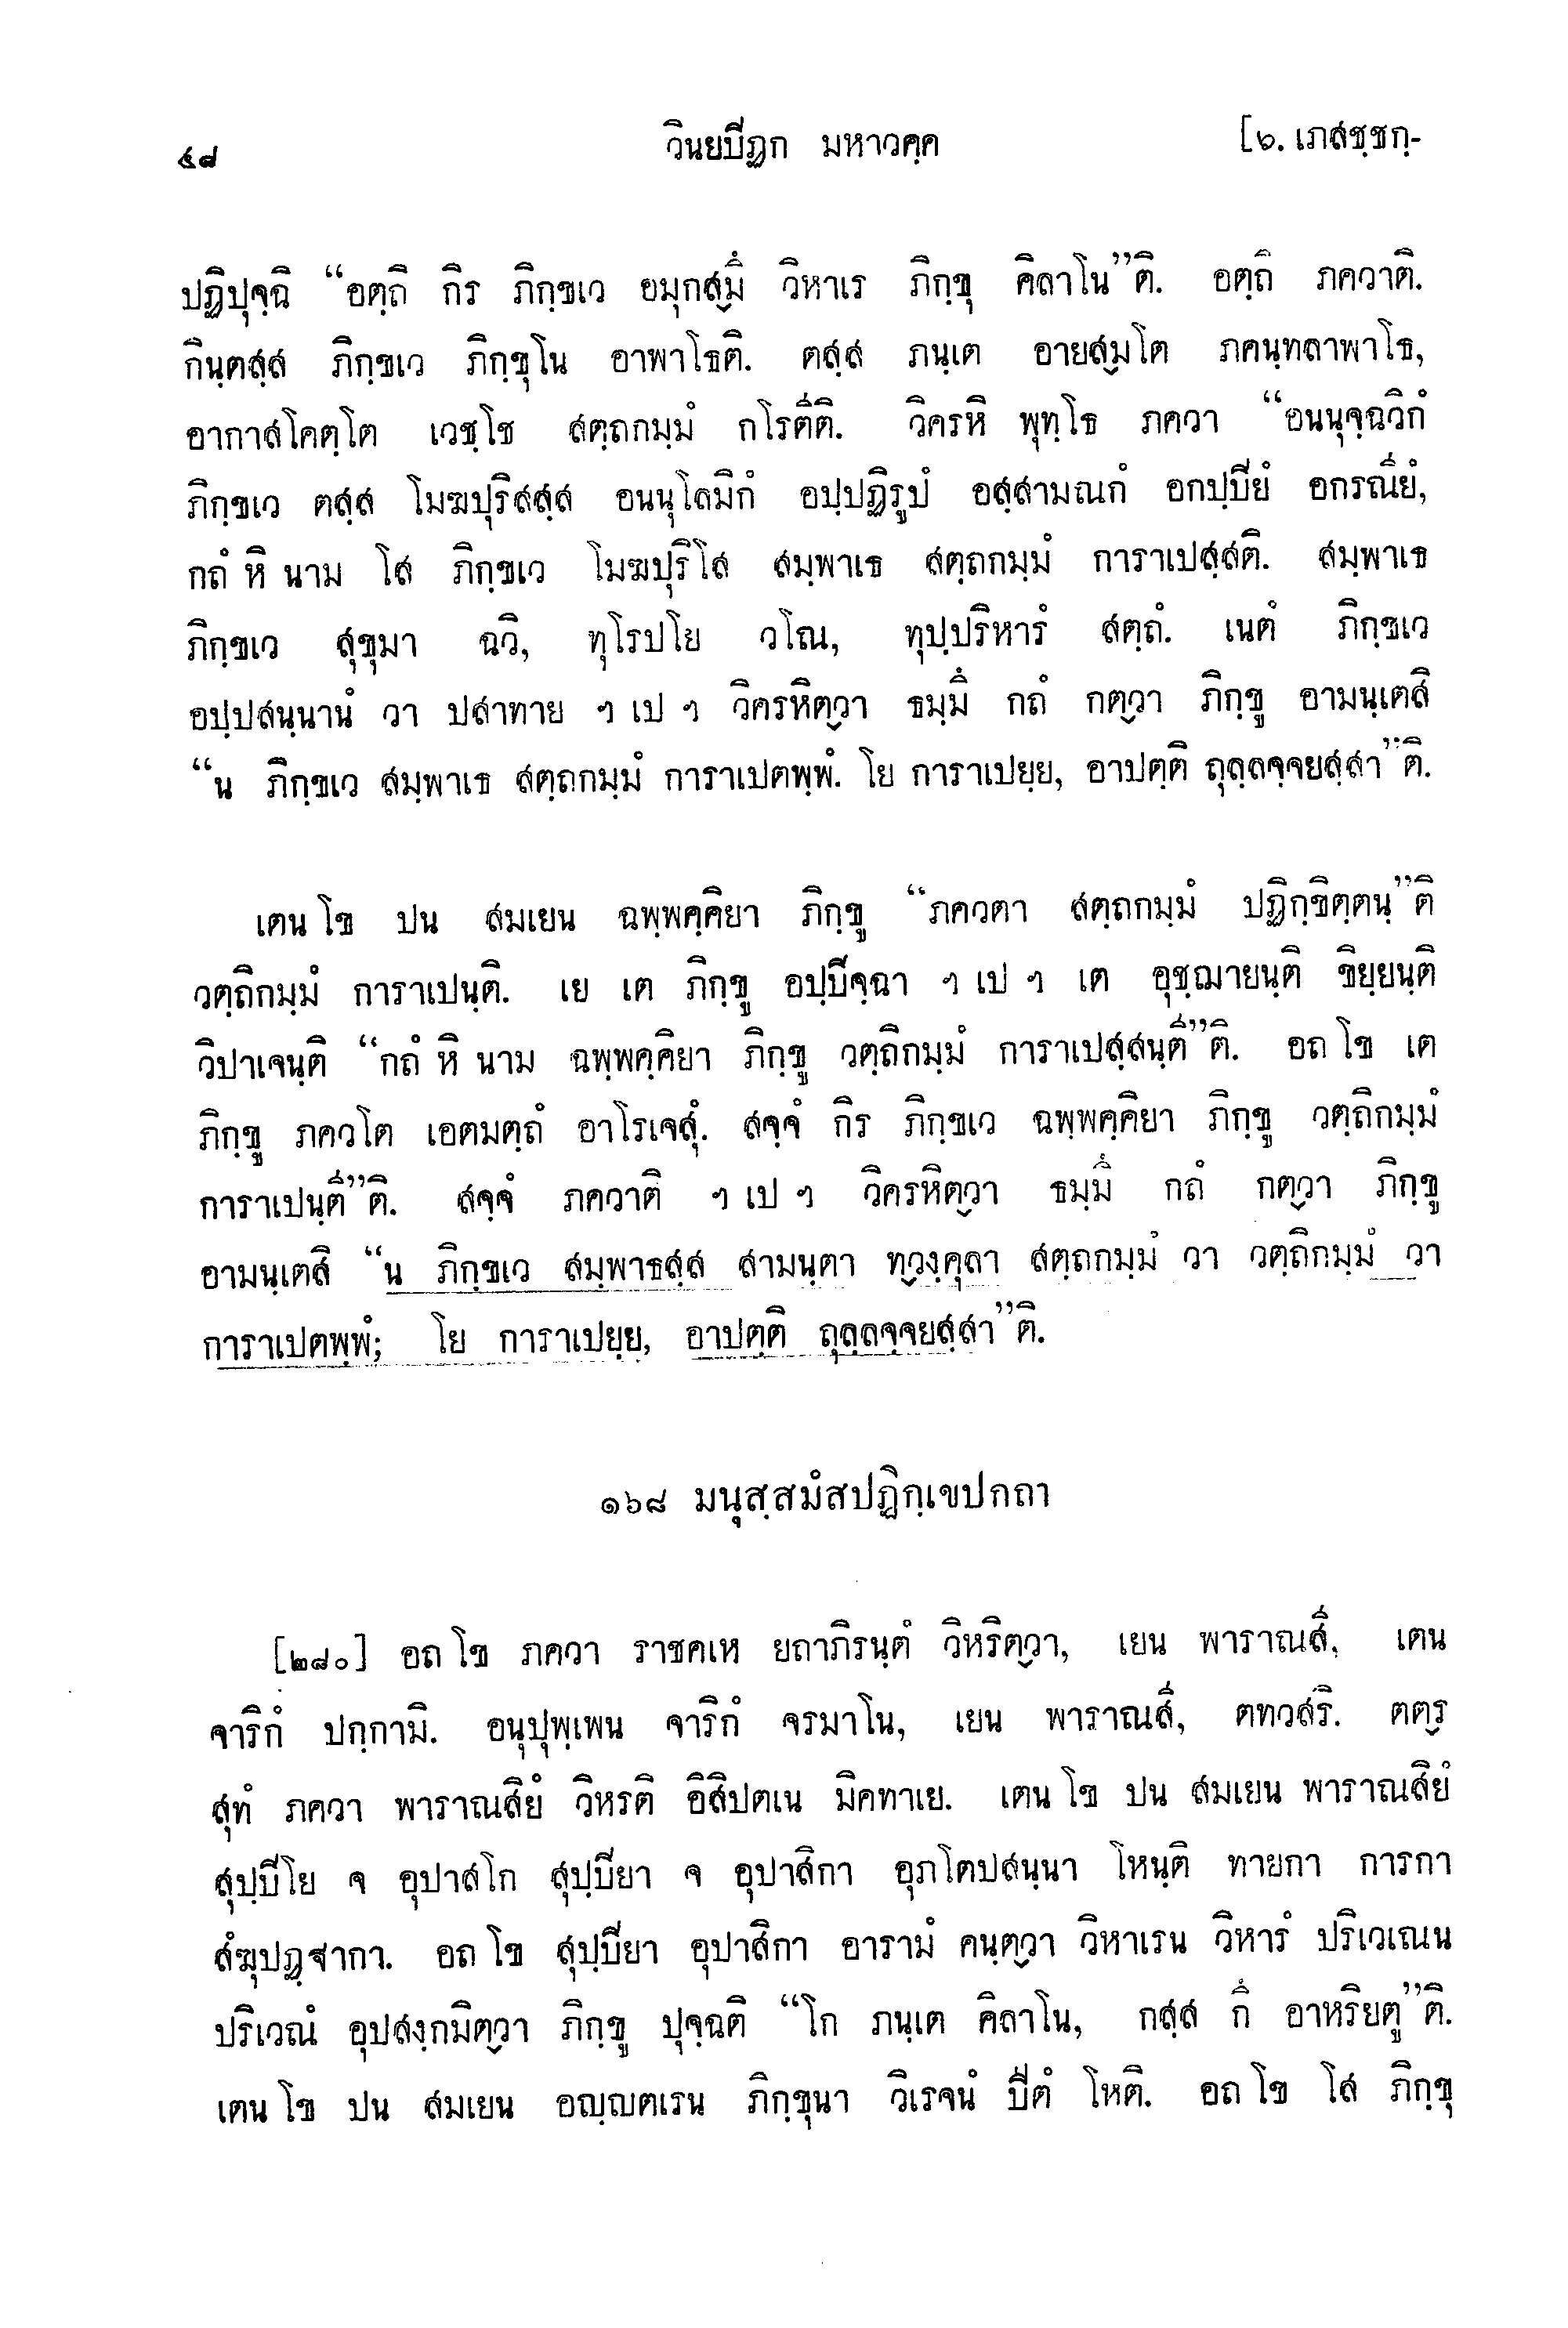 ๔๘ วินยปิฏก มหาวคฺค [๖. เภสชฺชกฺ-
ปฏิปุจฺฉิ “อตฺถิ กิร ภิกฺขเว อมุกสฺมึ วิหาเร ภิกฺขุ คิลาโน”ติ. อตฺถิ ภควาติ.
กินฺตสฺส ภิกฺขเว ภิกฺขุโน อาพาโธติ. ตสฺส ภนฺเต อายสฺมโต ภคนฺทลาพาโธ,
อากาสโคตฺโต เวชฺโช สตฺถกมฺมํ กโรตีติ. วิครหิ พุทฺโธ ภควา “อนนุจฺฉวิกํ
ภิกฺขเว ตสฺส โมฆปุริสสฺส อนนุโลมิกํ อปฺปฏิรูปํ อสฺสามณกํ อกปฺปิยํ อกรณียํ,
กถํ หิ นาม โส ภิกฺขเว โมฆปุริโส สมฺพาเธ สตฺถกมฺมํ การาเปสฺสติ. สมฺพาเธ
ภิกฺขเว สุขุมา ฉวิ, ทุโรปโย วโณ, ทุปฺปริหารํ สตฺถํ. เนตํ ภิกฺขเว
อปฺปสนฺนานํ วา ปสาทาย ฯ เป ฯ วิครหิตฺวา ธมฺมึ กถํ กตฺวา ภิกฺขู อามนฺเตสิ
“น ภิกฺขเว สมฺพาเธ สตฺถกมฺมํ การาเปตพฺพํ. โย การาเปยฺย, อาปตฺติ ถุลฺลจฺจยสฺสา”ติ.
เตน โข ปน สมเยน ฉพฺพคฺคิยา ภิกฺขู “ภควตา สตฺถกมฺมํ ปฏิกฺขิตฺตนฺ”ติ
วตฺถิกมฺมํ การาเปนฺติ. เย เต ภิกฺขู อปฺปิจฺฉา ฯ เป ฯ เต อุชฺฌายนฺติ ขิยฺยนฺติ
วิปาเจนฺติ “กถํ หิ นาม ฉพฺพคฺคิยา ภิกฺขู วตฺถิกมฺมํ การาเปสฺสนฺตี”ติ. อถ โข เต
ภิกฺขู ภควโต เอตมตฺถํ อาโรเจสุํ. สจฺจํ กิร ภิกฺขเว ฉพฺพคฺคิยา ภิกฺขู วตฺถิกมฺมํ
การาเปนฺตี”ติ. สจฺจํ ภควาติ ฯ เป ฯ วิครหิตฺวา ธมฺมึ กถํ กตฺวา ภิกฺขู
อามนฺเตสิ “น ภิกฺขเว สมฺพาธสฺส สามนฺตา ทฺวงฺคุลา สตฺถกมฺมํ วา วตฺถิกมฺมํ วา
การาเปตพฺพํ; โย การาเปยฺย, อาปตฺติ ถุลฺลจฺจยสฺสา”ติ.
๑๖๘ มนุสฺสมํสปฏิกฺเขปกถา
[๒๘๐] อถ โข ภควา ราชคเห ยถาภิรนฺตํ วิหริตฺวา, เยน พาราณสี, เตน
จาริกํ ปกฺกามิ. อนุปุพฺเพน จาริกํ จรมาโน, เยน พาราณสี, ตทวสริ. ตตฺร
สุทํ ภควา พาราณสิยํ วิหรติ อิสิปตเน มิคทาเย. เตน โข ปน สมเยน พาราณสิยํ
สุปฺปิโย จ อุปาสโก สุปฺปิยา จ อุปาสิกา อุภโตปสนฺนา โหนฺติ ทายกา การกา
สํฆุปฏฺฐากา. อถ โข สุปฺปิยา อุปาสิกา อารามํ คนฺตฺวา วิหาเรน วิหารํ ปริเวเณน
ปริเวณํ อุปสงฺกมิตฺวา ภิกฺขู ปุจฺฉติ “โก ภนฺเต คิลาโน, กสฺส กึ อาหริยตู”ติ.
เตน โข ปน สมเยน อญฺญตเรน ภิกฺขุนา วิเรจนํ ปีตํ โหติ. อถ โข โส ภิกฺขุ